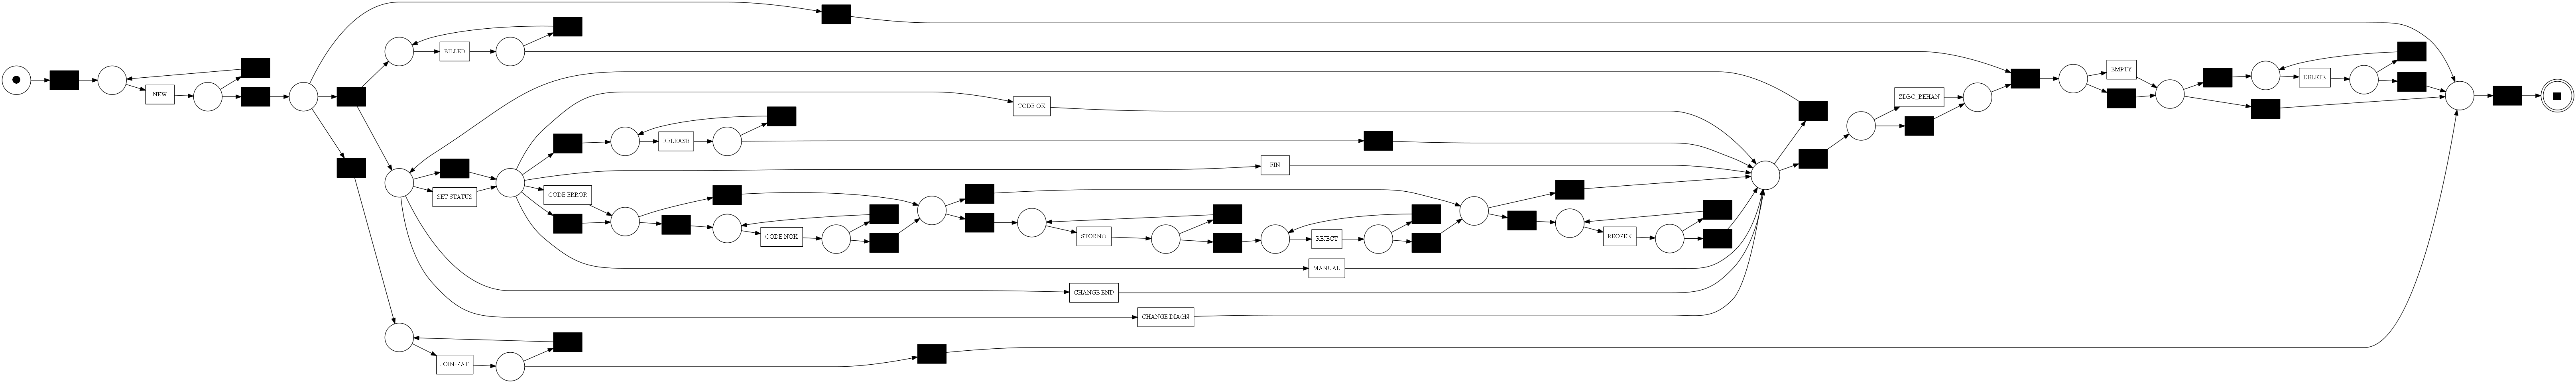 NEW
BILLED
SET STATUS
CODE OK
RELEASE
FIN
CODE ERROR
CODE NOK
STORNO
REJECT
REOPEN
MANUAL
CHANGE END
CHANGE DIAGN
JOIN-PAT
ZDBC_BEHAN
EMPTY
DELETE